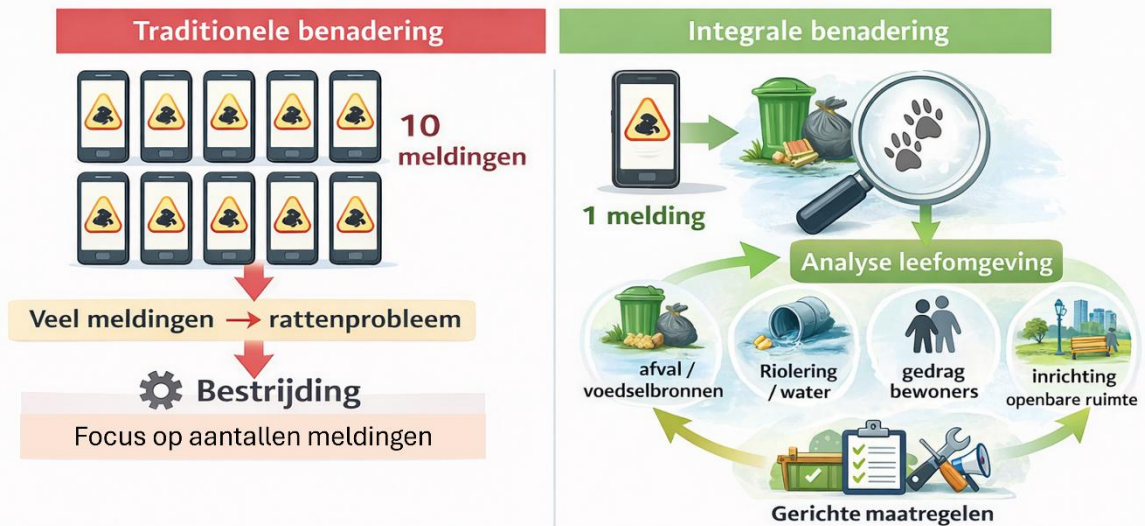 Traditionele benadering
10
meldingen
Veel meldingen → rattenprobleem
Bestrijding
Focus op aantallen meldingen
Integrale benadering
1 melding
Analyse leefomgeving
afval /
voedselbronnen
Riolering
/ water
gedrag
bewoners
inrichting
openbare ruimte
Gerichte maatregelen